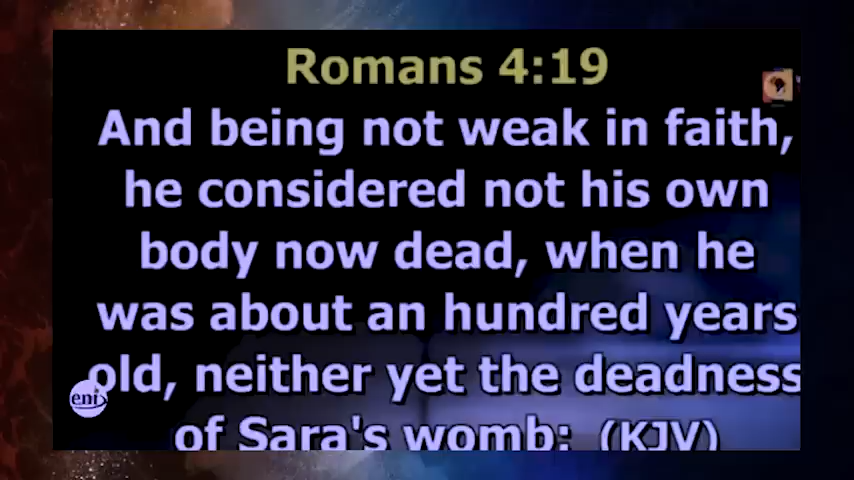 Romans 4:19
And being not weak in faith,
he considered not his own
body now dead, when he
was about an hundred years
old, neither yet the deadness
of Sara's womb: (KJV)
eni